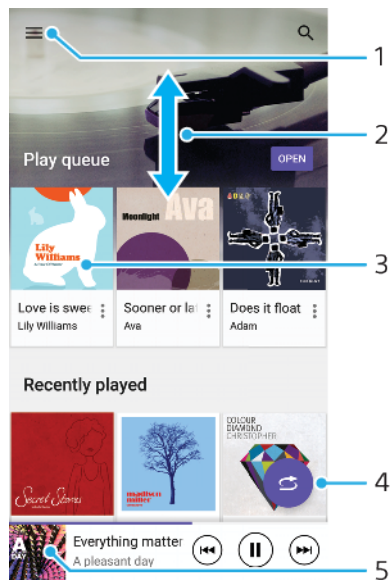 1
2
Play queue
OPEN
Lily
Williams
Moonlight
Ava
3
Love is swee
Sooner or lat
Does it float
Lily Williams
Ava
Adam
Recently played
COLOUR
DIAMOND
CHRISTOPHER
Secret Stories
4
A
DAY
Everything matter
A pleasant day
5